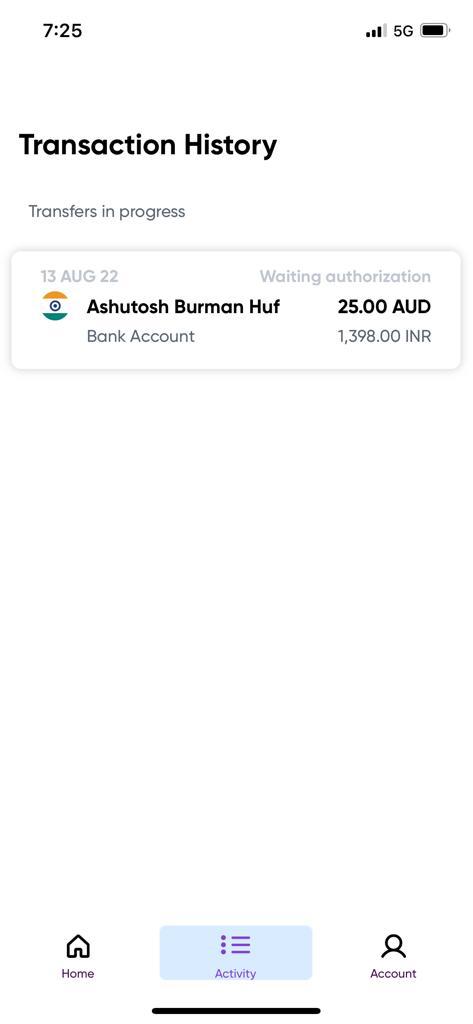 7:25
5G
Transaction History
Transfers in progress
13 AUG 22 Waiting authorization
Ashutosh Burman Huf 25.00 AUD
Bank Account 1,398.00 INR
Home Activity Account